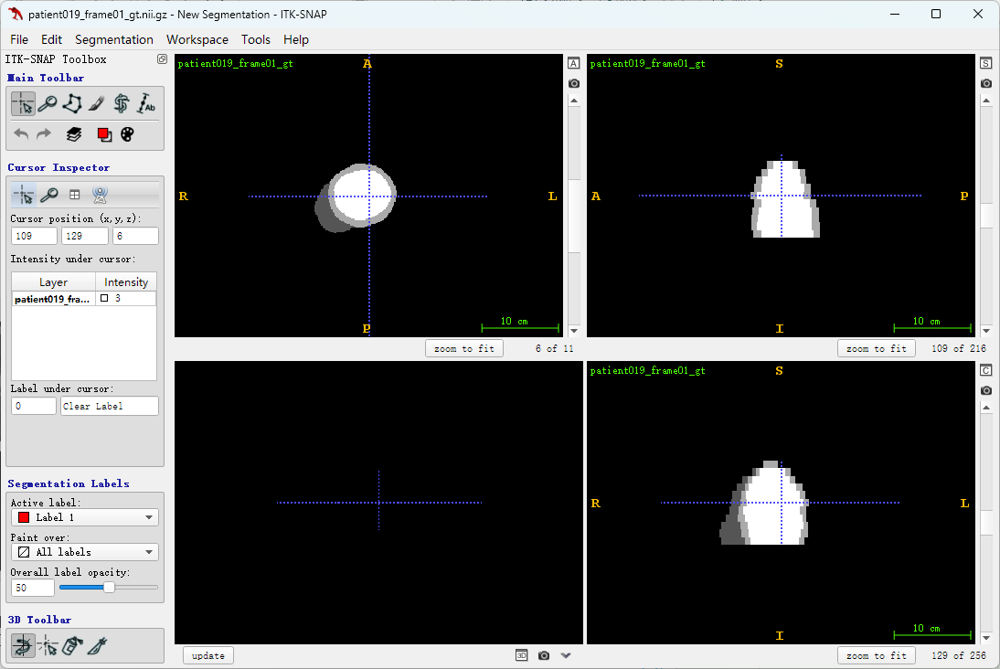 patient019_frame01_gt.nii.gz - New Segmentation - ITK-SNAP
File Edit Segmentation Workspace Tools Help
ITK-SNAP Toolbox
Main Toolbar
Ab
Cursor Inspector
Cursor position (x,y,z):
109 129 6
Intensity under cursor:
Layer Intensity
patient019_fra... 3
Label under cursor:
0 Clear Label
Segmentation Labels
Active label:
Label 1
Paint over:
All labels
Overall label opacity:
50
3D Toolbar
patient019_frame01_gt
A
R
L
P
10 cm
A
zoom to fit 6 of 11
patient019_frame01_gt
S
A
P
I
10 cm
S
zoom to fit 109 of 216
update
3D
patient019_frame01_gt
S
R
L
I
10 cm
C
zoom to fit 129 of 256